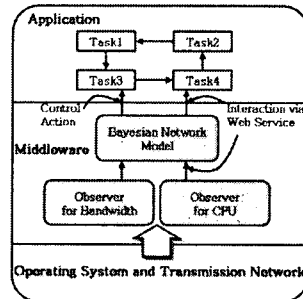 Application
Task1
Task2
Task3
Task4
Control
Action
Interaction via
Web Service
Bayesian Network
Model
Middleware
Observer
for Bandwidth
Observer
for CPU
Operating System and Transmission Network